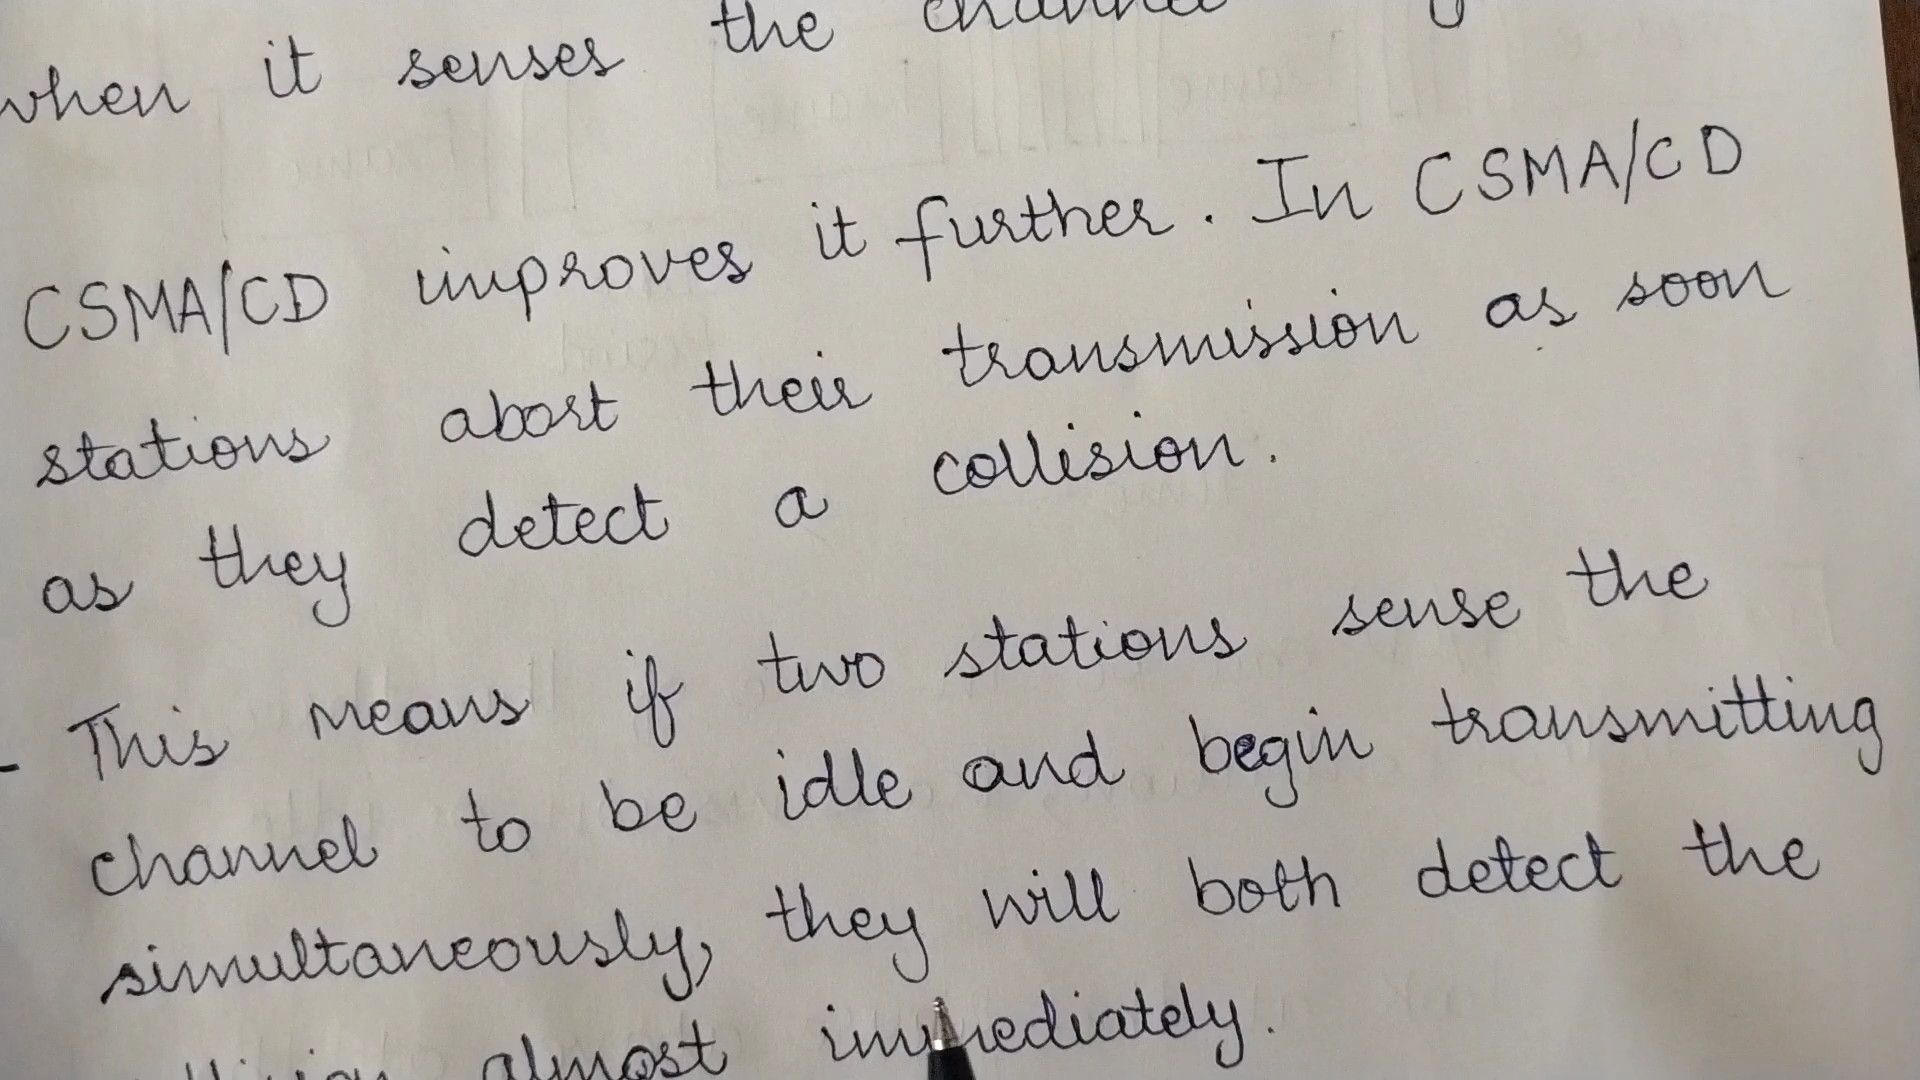 when it senses the channel
CSMA/CD improves it further. In CSMA/CD
stations abort their transmission as soon
as they detect a collision.
- This means if two stations sense the
channel to be idle and begin transmitting
simultaneously, they will both detect the
almost immediately.